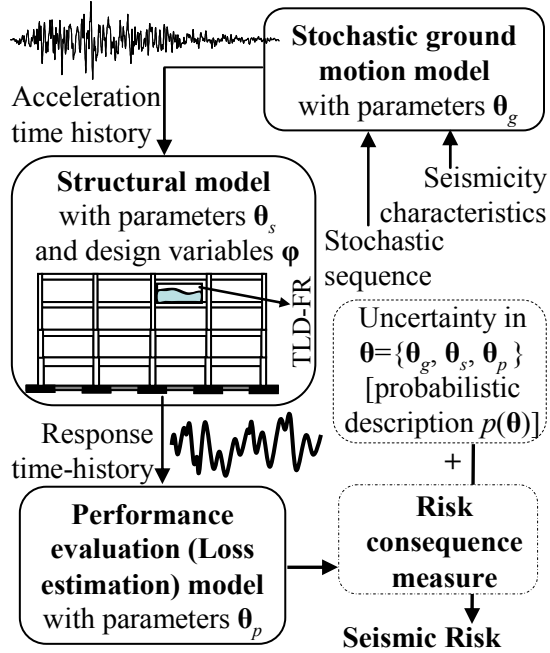 Stochastic ground
motion model
with parameters θg
Acceleration
time history
Seismicity
characteristics
Stochastic
sequence
Structural model
with parameters θs
and design variables φ
TLD-FR
Uncertainty in
θ={θg, θs, θp }
[probabilistic
description p(θ)]
+
Response
time-history
Performance
evaluation (Loss
estimation) model
with parameters θp
Risk
consequence
measure
Seismic Risk